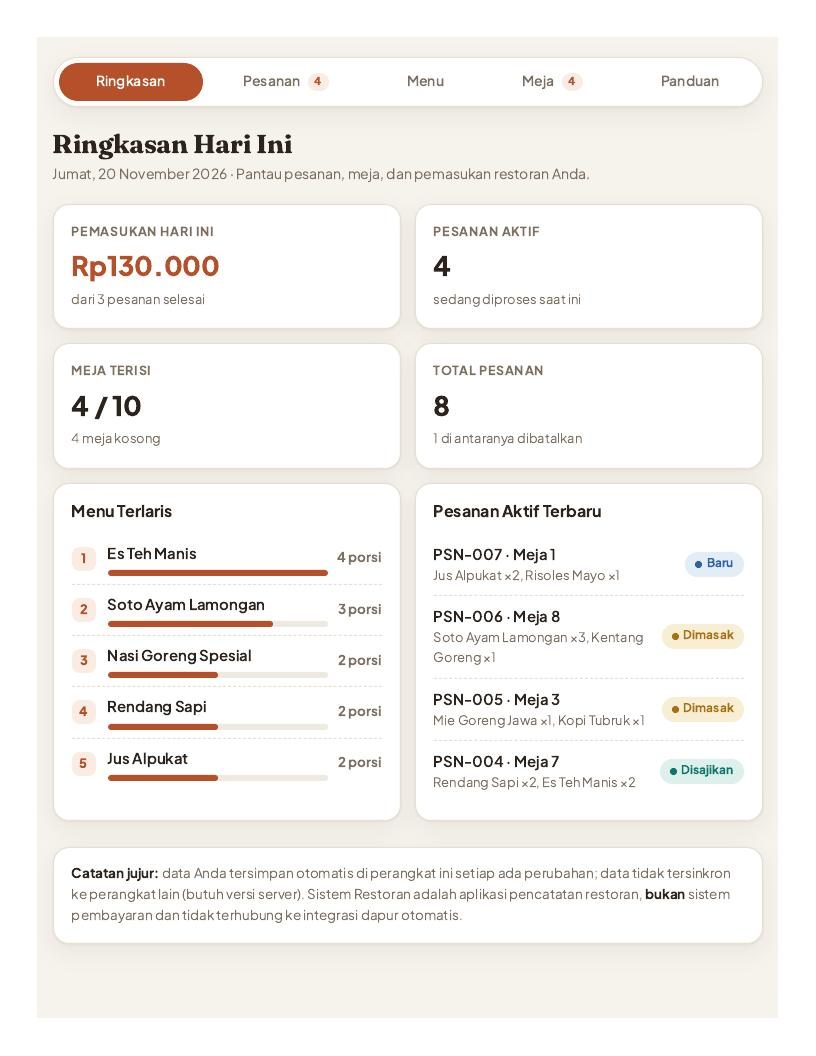 Ringkasan
Pesanan 4
Menu
Meja 4
Panduan
Ringkasan Hari Ini
Jumat, 20 November 2026 · Pantau pesanan, meja, dan pemasukan restoran Anda.
PEMASUKAN HARI INI
Rp130.000
dari 3 pesanan selesai
PESANAN AKTIF
4
sedang diproses saat ini
MEJA TERISI
4 / 10
4 meja kosong
TOTAL PESANAN
8
1 di antaranya dibatalkan
Menu Terlaris
1 Es Teh Manis 4 porsi
2 Soto Ayam Lamongan 3 porsi
3 Nasi Goreng Spesial 2 porsi
4 Rendang Sapi 2 porsi
5 Jus Alpukat 2 porsi
Pesanan Aktif Terbaru
PSN-007 · Meja 1
Jus Alpukat ×2, Risoles Mayo ×1
Baru
PSN-006 · Meja 8
Soto Ayam Lamongan ×3, Kentang
Goreng ×1
Dimasak
PSN-005 · Meja 3
Mie Goreng Jawa ×1, Kopi Tubruk ×1
Dimasak
PSN-004 · Meja 7
Rendang Sapi ×2, Es Teh Manis ×2
Disajikan
Catatan jujur: data Anda tersimpan otomatis di perangkat ini setiap ada perubahan; data tidak tersinkron
ke perangkat lain (butuh versi server). Sistem Restoran adalah aplikasi pencatatan restoran, bukan sistem
pembayaran dan tidak terhubung ke integrasi dapur otomatis.